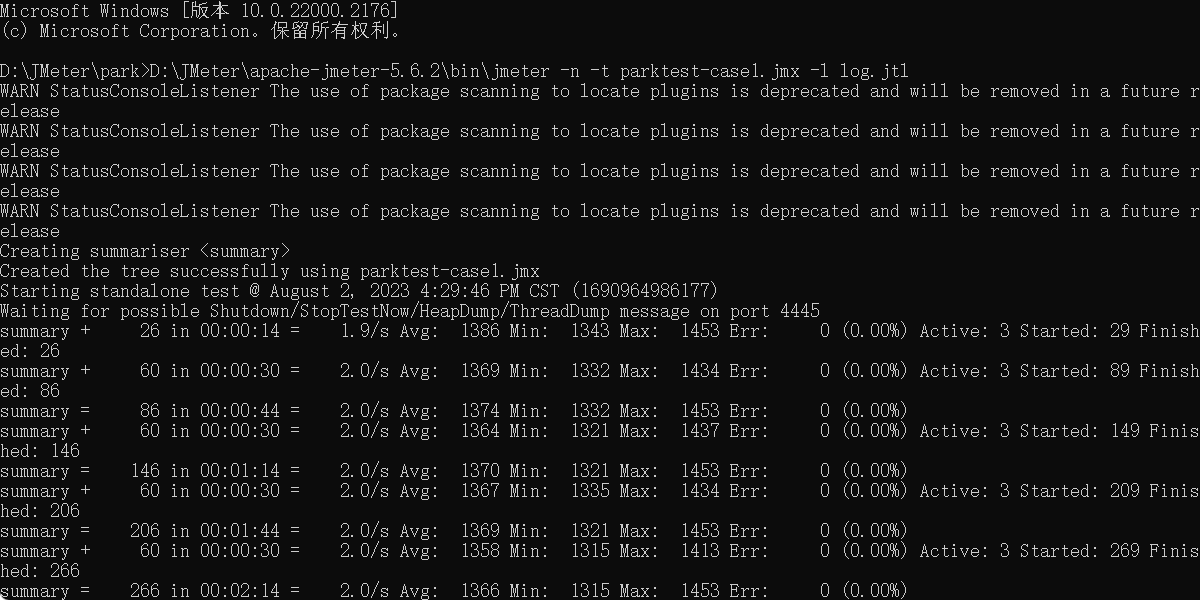 Microsoft Windows [版本 10.0.22000.2176]
(c) Microsoft Corporation。保留所有权利。
D:\JMeter\park>D:\JMeter\apache-jmeter-5.6.2\bin\jmeter -n -t parktest-case1.jmx -l log.jtl
WARN StatusConsoleListener The use of package scanning to locate plugins is deprecated and will be removed in a future r
elease
WARN StatusConsoleListener The use of package scanning to locate plugins is deprecated and will be removed in a future r
elease
WARN StatusConsoleListener The use of package scanning to locate plugins is deprecated and will be removed in a future r
elease
WARN StatusConsoleListener The use of package scanning to locate plugins is deprecated and will be removed in a future r
elease
Creating summariser <summary>
Created the tree successfully using parktest-case1.jmx
Starting standalone test @ August 2, 2023 4:29:46 PM CST (1690964986177)
Waiting for possible Shutdown/StopTestNow/HeapDump/ThreadDump message on port 4445
summary +     26 in 00:00:14 =    1.9/s Avg:  1386 Min:  1343 Max:  1453 Err:     0 (0.00%) Active: 3 Started: 29 Finish
ed: 26
summary +     60 in 00:00:30 =    2.0/s Avg:  1369 Min:  1332 Max:  1434 Err:     0 (0.00%) Active: 3 Started: 89 Finish
ed: 86
summary =     86 in 00:00:44 =    2.0/s Avg:  1374 Min:  1332 Max:  1453 Err:     0 (0.00%)
summary +     60 in 00:00:30 =    2.0/s Avg:  1364 Min:  1321 Max:  1437 Err:     0 (0.00%) Active: 3 Started: 149 Finis
hed: 146
summary =    146 in 00:01:14 =    2.0/s Avg:  1370 Min:  1321 Max:  1453 Err:     0 (0.00%)
summary +     60 in 00:00:30 =    2.0/s Avg:  1367 Min:  1335 Max:  1434 Err:     0 (0.00%) Active: 3 Started: 209 Finis
hed: 206
summary =    206 in 00:01:44 =    2.0/s Avg:  1369 Min:  1321 Max:  1453 Err:     0 (0.00%)
summary +     60 in 00:00:30 =    2.0/s Avg:  1358 Min:  1315 Max:  1413 Err:     0 (0.00%) Active: 3 Started: 269 Finis
hed: 266
summary =    266 in 00:02:14 =    2.0/s Avg:  1366 Min:  1315 Max:  1453 Err:     0 (0.00%)